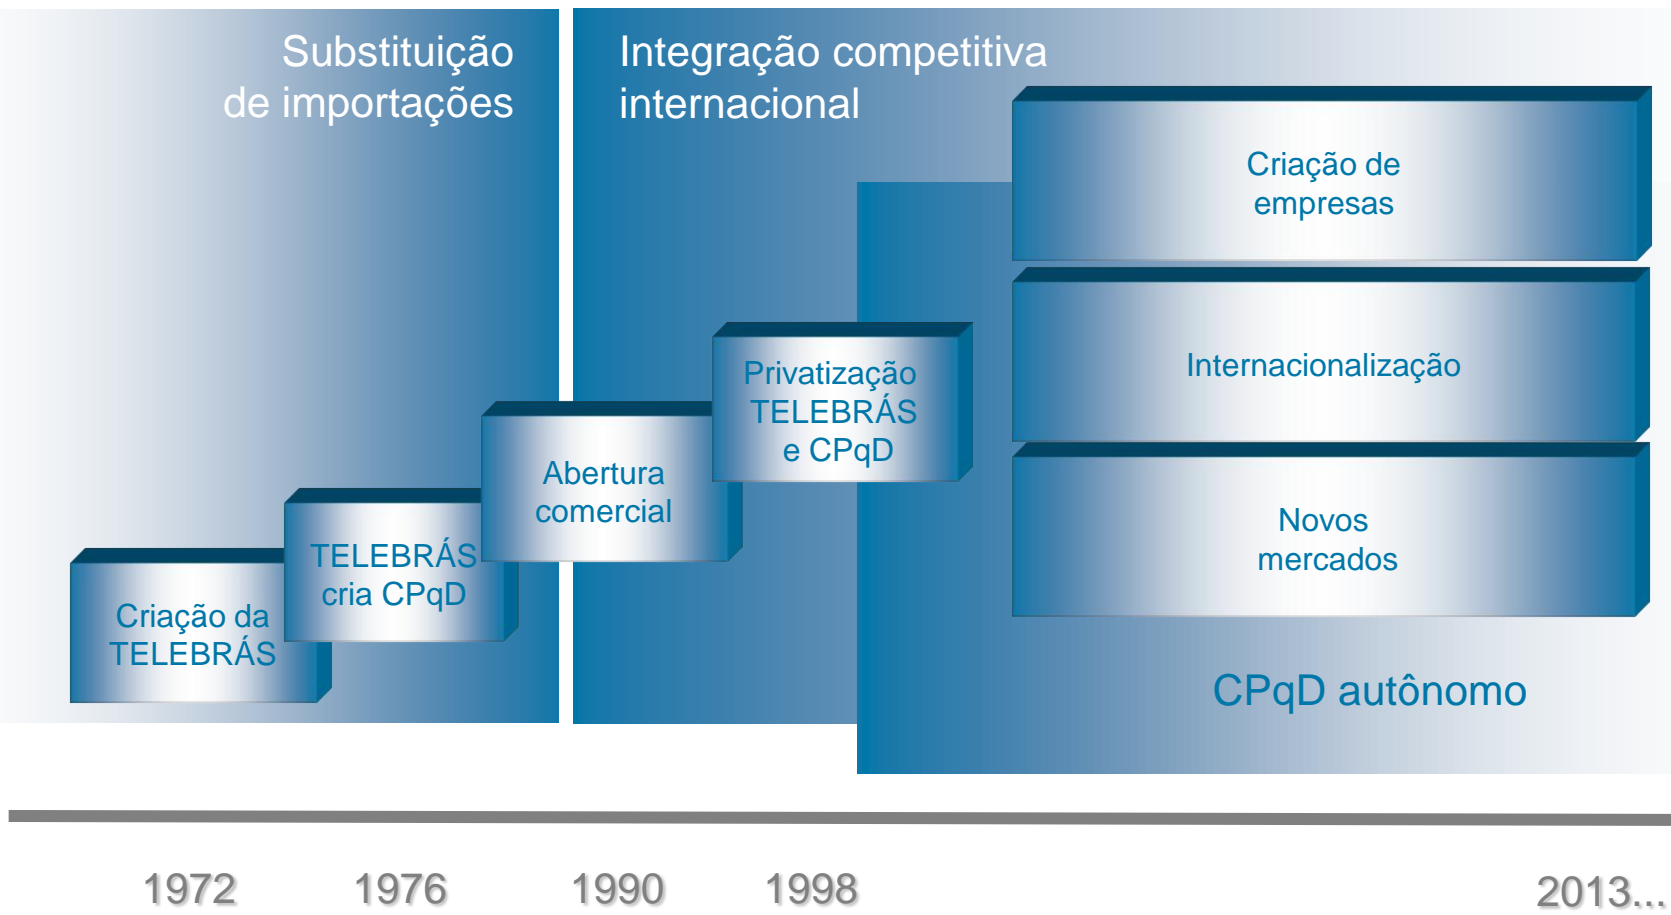 Substituição
de importações
Integração competitiva
internacional
Criação de
empresas
Internacionalização
Novos
mercados
Privatização
TELEBRÁS
e CPqD
Abertura
comercial
TELEBRÁS
cria CPqD
Criação da
TELEBRÁS
CPqD autônomo
1972
1976
1990
1998
2013...